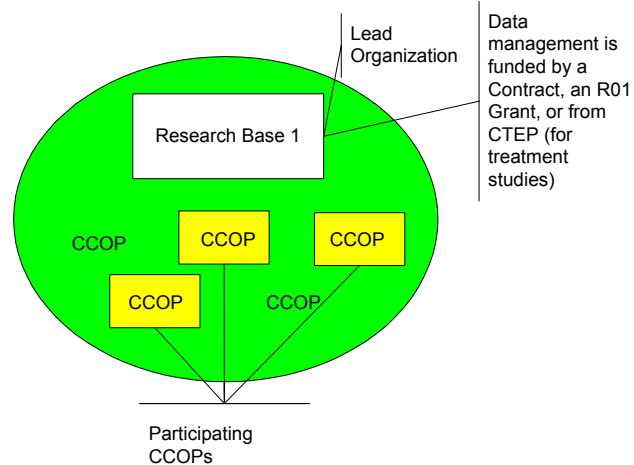 Lead
Organization
Data
management is
funded by a
Contract, an R01
Grant, or from
CTEP (for
treatment
studies)
Research Base 1
CCOP
CCOP
CCOP
CCOP
CCOP
Participating
CCOPs